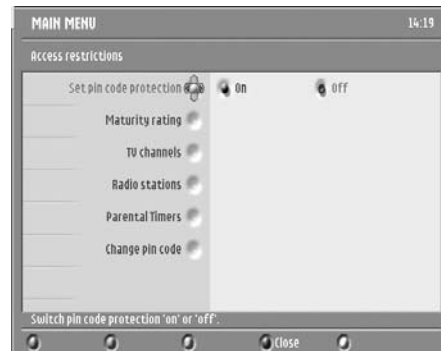 MAIN MENU 14:19
Access restrictions
Set pin code protection On Off
Maturity rating
TV channels
Radio stations
Parental Timers
Change pin code
Switch pin code protection 'on' or 'off'.
Close